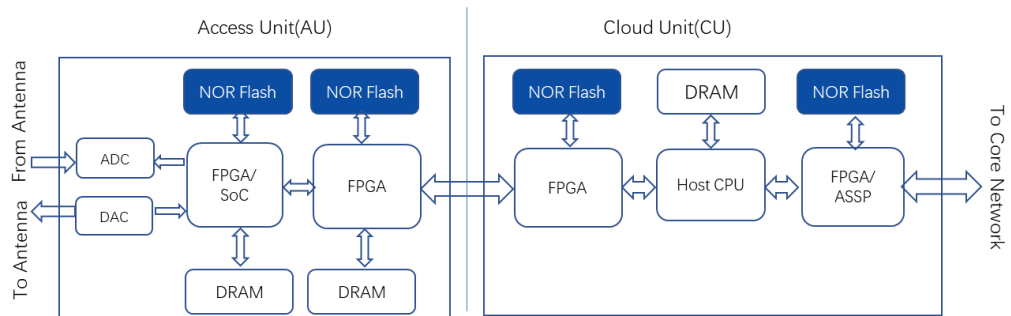 Access Unit(AU)
Cloud Unit(CU)
From Antenna
To Antenna
NOR Flash
NOR Flash
ADC
DAC
FPGA/
SoC
FPGA
DRAM
DRAM
NOR Flash
DRAM
NOR Flash
FPGA
Host CPU
FPGA/
ASSP
To Core Network